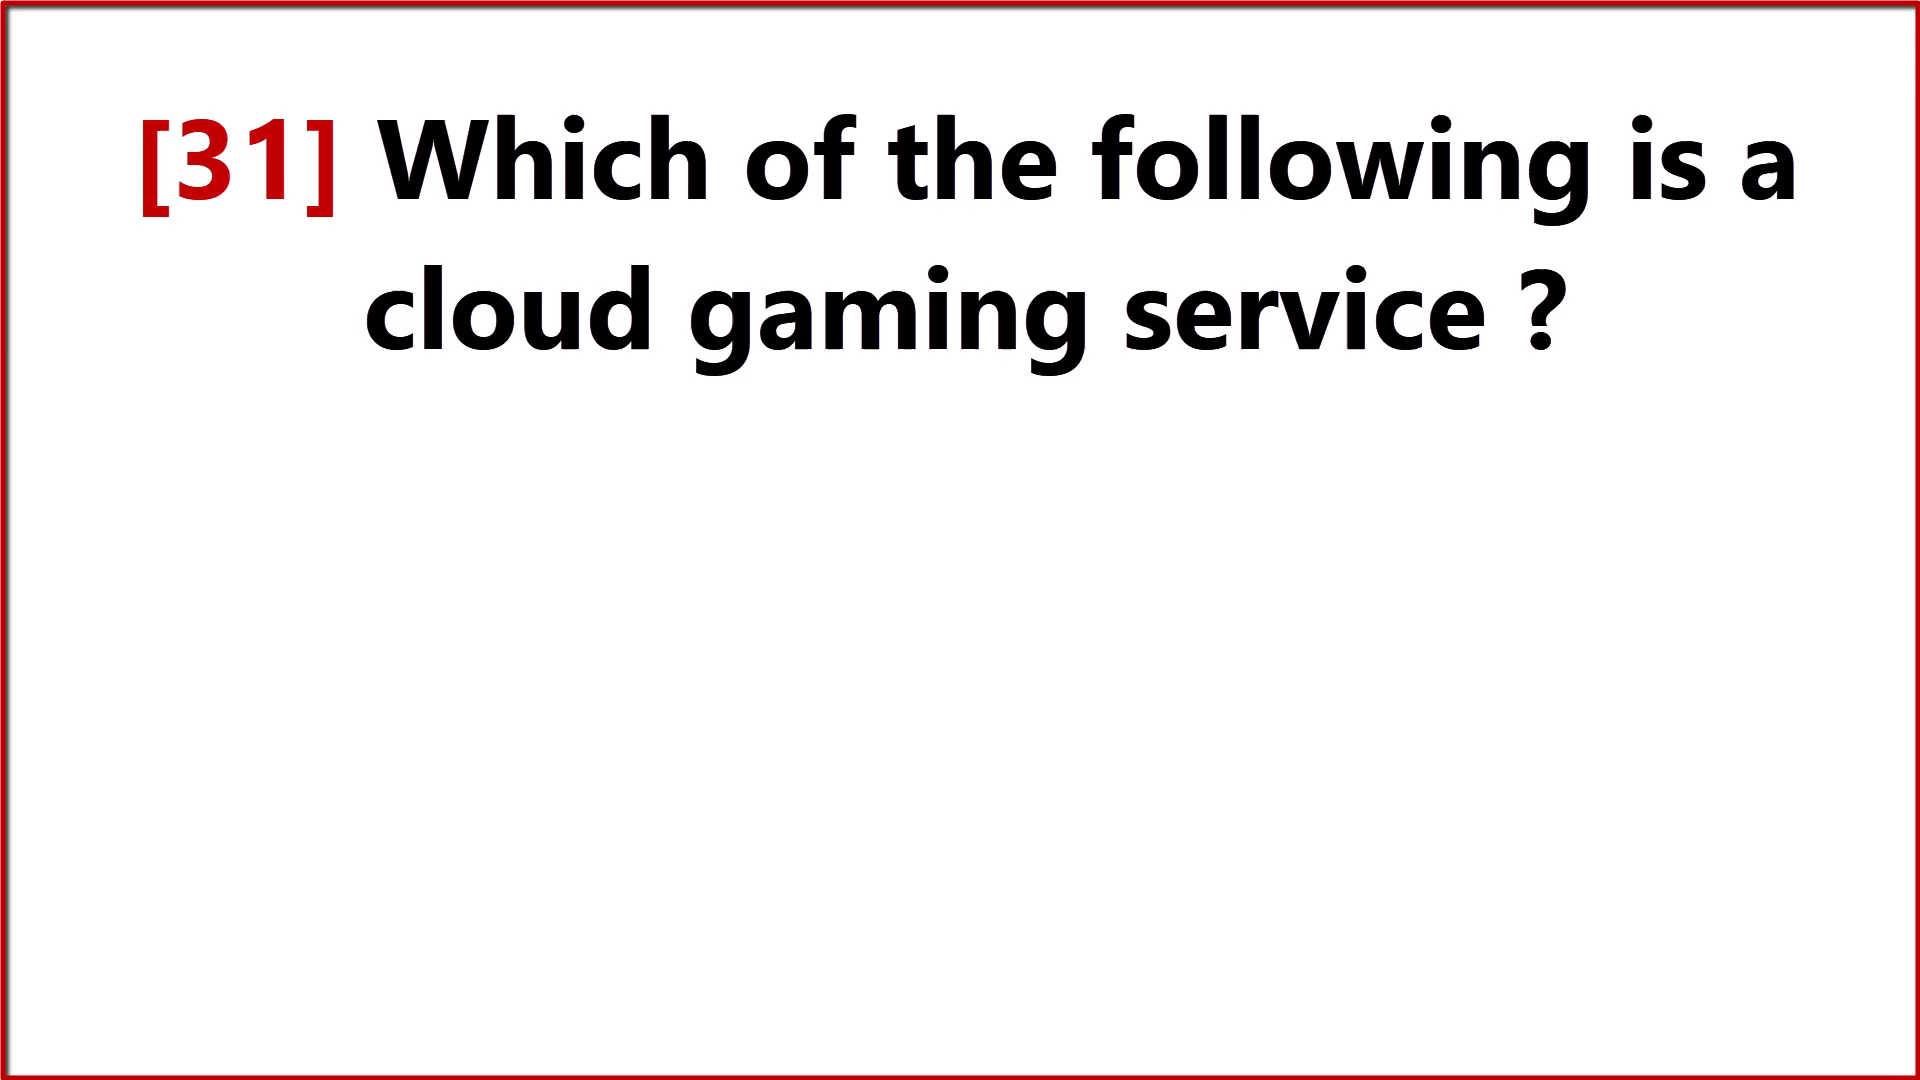 [31] Which of the following is a
cloud gaming service ?